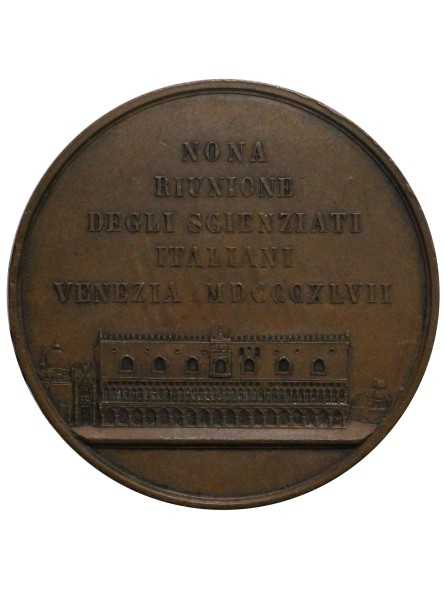 NONA
RIUNIONE
DEGLI SCIENZIATI
ITALIANI
VENEZIA MDCCCXLVII